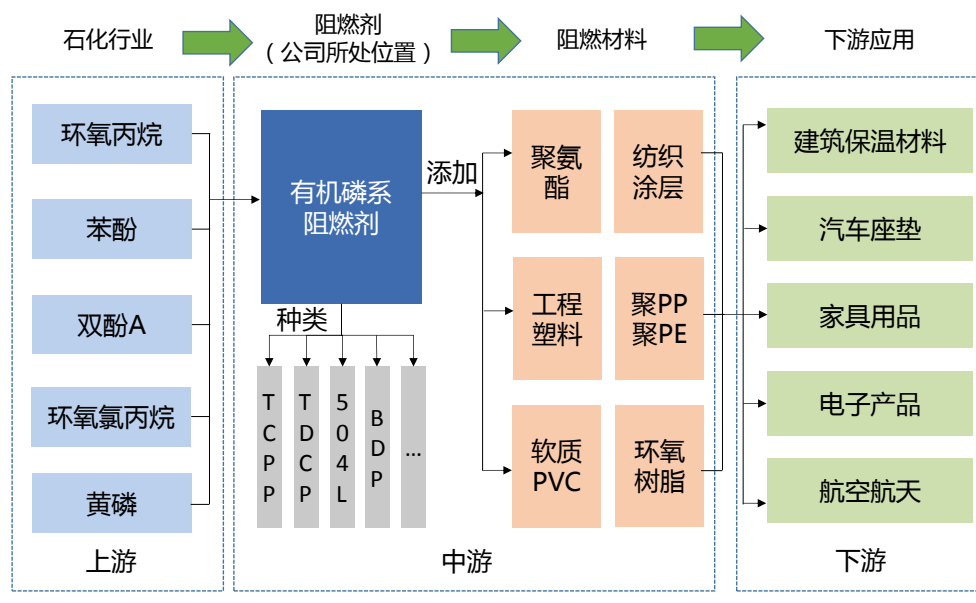 石化行业
阻燃剂
（公司所处位置）
阻燃材料
下游应用
环氧丙烷
苯酚
双酚A
环氧氯丙烷
黄磷
上游
有机磷系
阻燃剂
添加
种类
TCPP
TDCP
504L
BDP
...
聚氨
酯
纺织
涂层
工程
塑料
聚PP
聚PE
软质
PVC
环氧
树脂
中游
建筑保温材料
汽车座垫
家具用品
电子产品
航空航天
下游